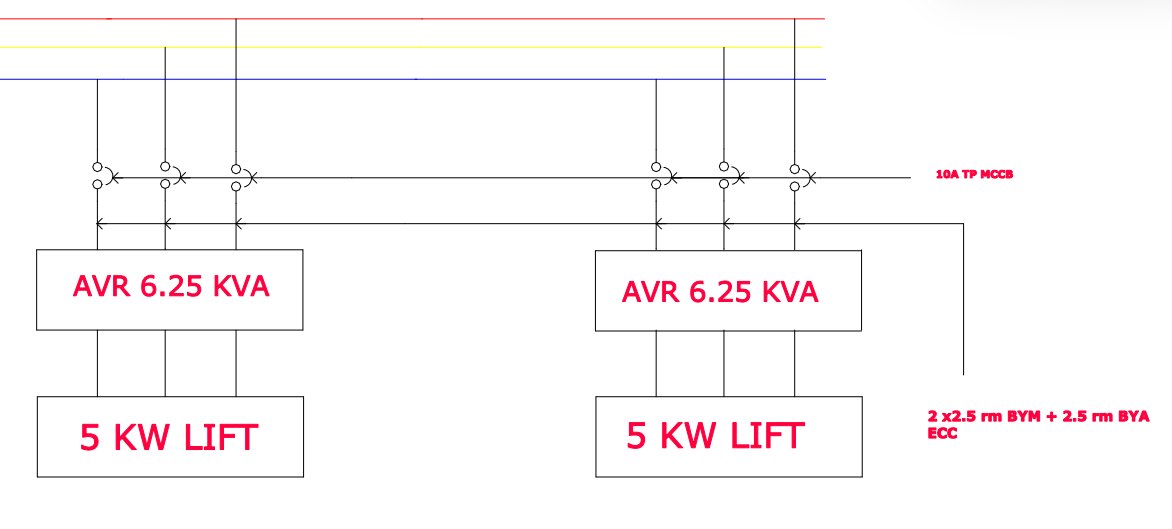 10A TP MCCB
AVR 6.25 KVA
AVR 6.25 KVA
5 KW LIFT
5 KW LIFT
2 x2.5 rm BYM + 2.5 rm BYA
ECC